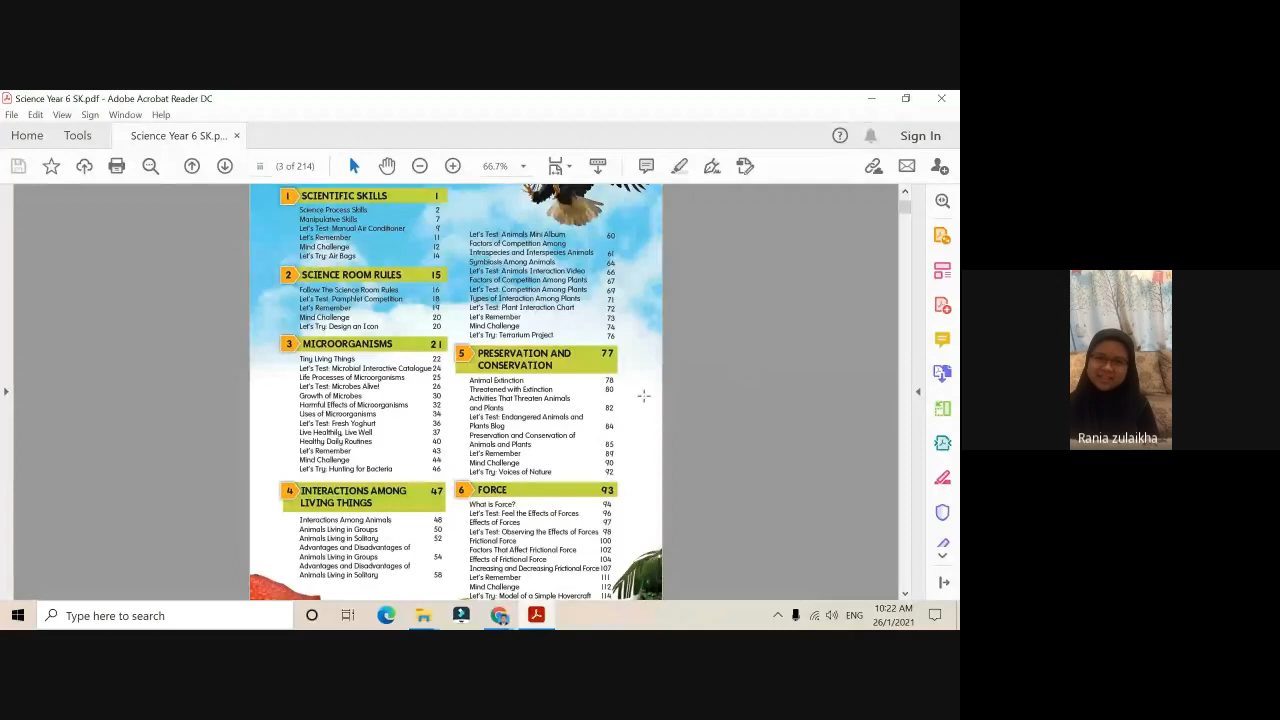 Science Year 6 SK.pdf - Adobe Acrobat Reader DC
File Edit View Sign Window Help
Home Tools Science Year 6 SK.p... × Sign In
iii (3 of 214) 66.7%
1 SCIENTIFIC SKILLS 1
Science Process Skills 2
Manipulative Skills 7
Let's Test: Manual Air Conditioner 9
Let's Remember 11
Mind Challenge 12
Let's Try: Air Bags 14
2 SCIENCE ROOM RULES 15
Follow The Science Room Rules 16
Let's Test: Pamphlet Competition 18
Let's Remember 19
Mind Challenge 20
Let's Try: Design an Icon 20
3 MICROORGANISMS 21
Tiny Living Things 22
Let's Test: Microbial Interactive Catalogue 24
Life Processes of Microorganisms 25
Let's Test: Microbes Alive! 26
Growth of Microbes 30
Harmful Effects of Microorganisms 32
Uses of Microorganisms 34
Let's Test: Fresh Yoghurt 36
Live Healthily, Live Well 37
Healthy Daily Routines 40
Let's Remember 43
Mind Challenge 44
Let's Try: Hunting for Bacteria 46
4 INTERACTIONS AMONG 47
LIVING THINGS
Interactions Among Animals 48
Animals Living in Groups 50
Animals Living in Solitary 52
Advantages and Disadvantages of
Animals Living in Groups 54
Advantages and Disadvantages of
Animals Living in Solitary 58
Let's Test: Animals Mini Album 60
Factors of Competition Among
Intraspecies and Interspecies Animals 61
Symbiosis Among Animals 64
Let's Test: Animals Interaction Video 66
Factors of Competition Among Plants 67
Let's Test: Competition Among Plants 69
Types of Interaction Among Plants 71
Let's Test: Plant Interaction Chart 72
Let's Remember 73
Mind Challenge 74
Let's Try: Terrarium Project 76
5 PRESERVATION AND 77
CONSERVATION
Animal Extinction 78
Threatened with Extinction 80
Activities That Threaten Animals
and Plants 82
Let's Test: Endangered Animals and
Plants Blog 84
Preservation and Conservation of
Animals and Plants 85
Let's Remember 89
Mind Challenge 90
Let's Try: Voices of Nature 92
6 FORCE 93
What is Force? 94
Let's Test: Feel the Effects of Forces 96
Effects of Forces 97
Let's Test: Observing the Effects of Forces 98
Frictional Force 100
Factors That Affect Frictional Force 102
Effects of Frictional Force 104
Increasing and Decreasing Frictional Force 107
Let's Remember 111
Mind Challenge 112
Let's Try: Model of a Simple Hovercraft 114
Rania zulaikha
Type here to search
ENG
10:22 AM
26/1/2021